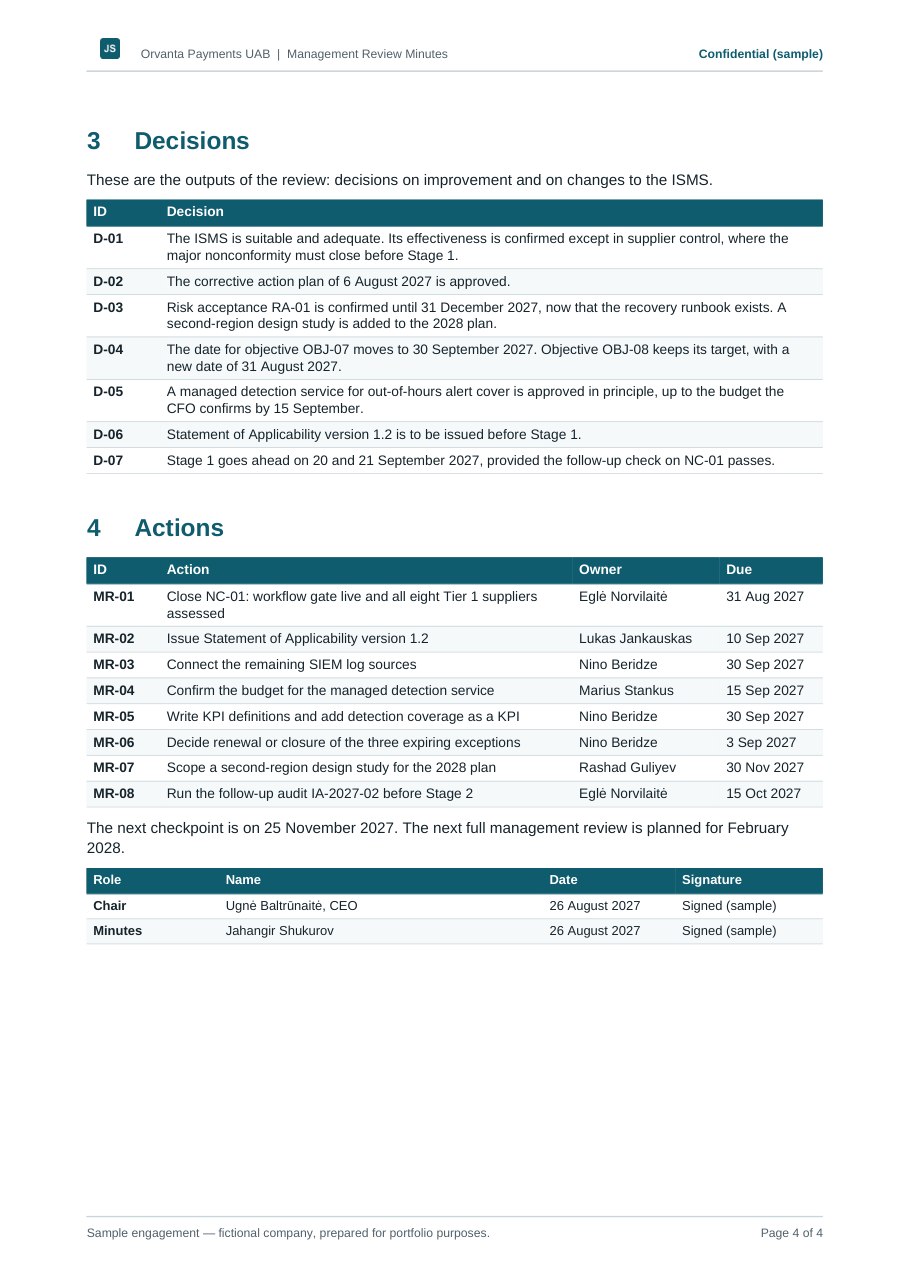 JS
Orvanta Payments UAB | Management Review Minutes
Confidential (sample)
3 Decisions
These are the outputs of the review: decisions on improvement and on changes to the ISMS.
ID Decision
D-01 The ISMS is suitable and adequate. Its effectiveness is confirmed except in supplier control, where the
major nonconformity must close before Stage 1.
D-02 The corrective action plan of 6 August 2027 is approved.
D-03 Risk acceptance RA-01 is confirmed until 31 December 2027, now that the recovery runbook exists. A
second-region design study is added to the 2028 plan.
D-04 The date for objective OBJ-07 moves to 30 September 2027. Objective OBJ-08 keeps its target, with a
new date of 31 August 2027.
D-05 A managed detection service for out-of-hours alert cover is approved in principle, up to the budget the
CFO confirms by 15 September.
D-06 Statement of Applicability version 1.2 is to be issued before Stage 1.
D-07 Stage 1 goes ahead on 20 and 21 September 2027, provided the follow-up check on NC-01 passes.
4 Actions
ID Action Owner Due
MR-01 Close NC-01: workflow gate live and all eight Tier 1 suppliers Eglė Norvilaitė 31 Aug 2027
assessed
MR-02 Issue Statement of Applicability version 1.2 Lukas Jankauskas 10 Sep 2027
MR-03 Connect the remaining SIEM log sources Nino Beridze 30 Sep 2027
MR-04 Confirm the budget for the managed detection service Marius Stankus 15 Sep 2027
MR-05 Write KPI definitions and add detection coverage as a KPI Nino Beridze 30 Sep 2027
MR-06 Decide renewal or closure of the three expiring exceptions Nino Beridze 3 Sep 2027
MR-07 Scope a second-region design study for the 2028 plan Rashad Guliyev 30 Nov 2027
MR-08 Run the follow-up audit IA-2027-02 before Stage 2 Eglė Norvilaitė 15 Oct 2027
The next checkpoint is on 25 November 2027. The next full management review is planned for February
2028.
Role Name Date Signature
Chair Ugnė Baltrūnaitė, CEO 26 August 2027 Signed (sample)
Minutes Jahangir Shukurov 26 August 2027 Signed (sample)
Sample engagement — fictional company, prepared for portfolio purposes.
Page 4 of 4